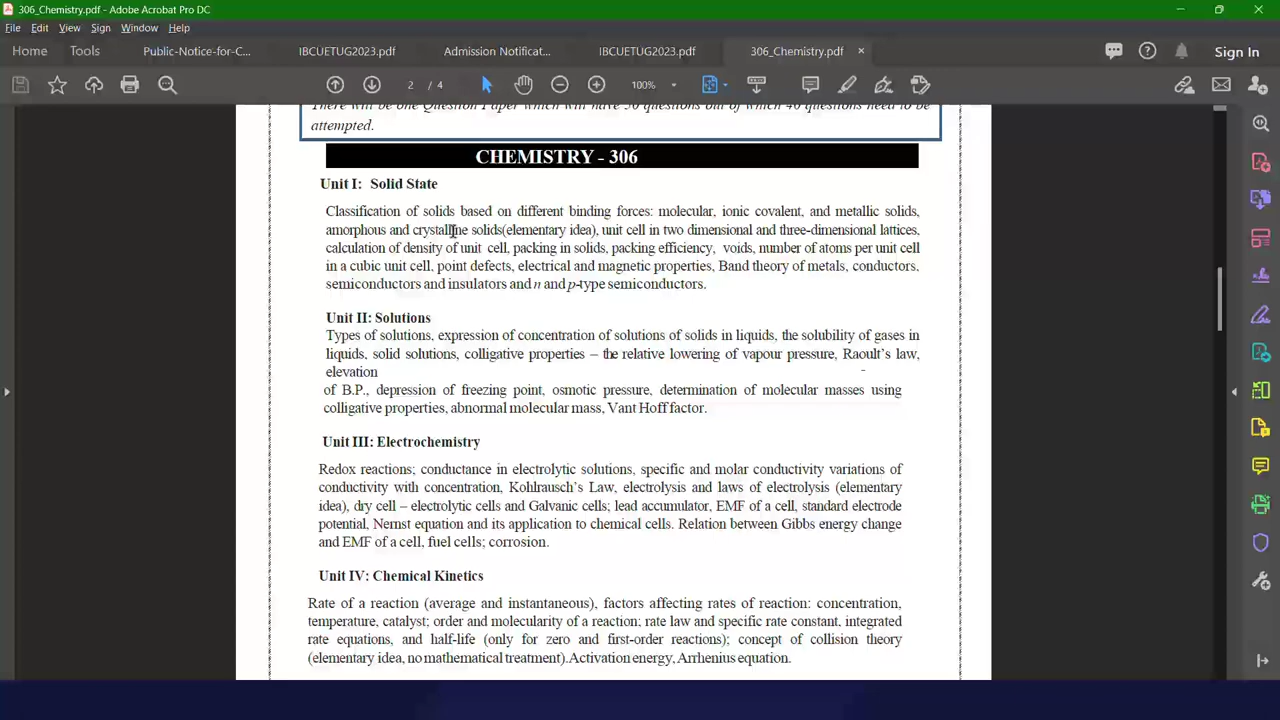 306_Chemistry.pdf - Adobe Acrobat Pro DC
File Edit View Sign Window Help
Home Tools Public-Notice-for-C... IBCUETUG2023.pdf Admission Notificat... IBCUETUG2023.pdf 306_Chemistry.pdf × Sign In
2 / 4 100%
There will be one Question Paper which will have 50 questions out of which 40 questions need to be
attempted.
CHEMISTRY - 306
Unit I: Solid State
Classification of solids based on different binding forces: molecular, ionic covalent, and metallic solids,
amorphous and crystalline solids(elementary idea), unit cell in two dimensional and three-dimensional lattices,
calculation of density of unit cell, packing in solids, packing efficiency, voids, number of atoms per unit cell
in a cubic unit cell, point defects, electrical and magnetic properties, Band theory of metals, conductors,
semiconductors and insulators and n and p-type semiconductors.
Unit II: Solutions
Types of solutions, expression of concentration of solutions of solids in liquids, the solubility of gases in
liquids, solid solutions, colligative properties – the relative lowering of vapour pressure, Raoult's law,
elevation
of B.P., depression of freezing point, osmotic pressure, determination of molecular masses using
colligative properties, abnormal molecular mass, Vant Hoff factor.
Unit III: Electrochemistry
Redox reactions; conductance in electrolytic solutions, specific and molar conductivity variations of
conductivity with concentration, Kohlrausch's Law, electrolysis and laws of electrolysis (elementary
idea), dry cell – electrolytic cells and Galvanic cells; lead accumulator, EMF of a cell, standard electrode
potential, Nernst equation and its application to chemical cells. Relation between Gibbs energy change
and EMF of a cell, fuel cells; corrosion.
Unit IV: Chemical Kinetics
Rate of a reaction (average and instantaneous), factors affecting rates of reaction: concentration,
temperature, catalyst; order and molecularity of a reaction; rate law and specific rate constant, integrated
rate equations, and half-life (only for zero and first-order reactions); concept of collision theory
(elementary idea, no mathematical treatment). Activation energy, Arrhenius equation.